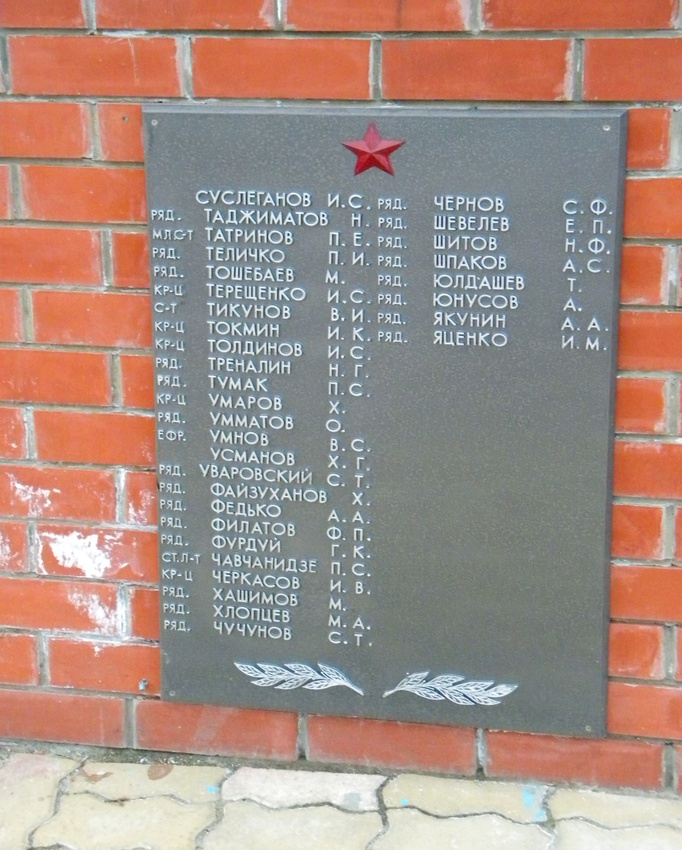 СУСЛЕГАНОВ И.С.
РЯД. ТАДЖИМАТОВ Н.
МЛ.С-Т ТАТРИНОВ П.Е.
РЯД. ТЕЛИЧКО П.И.
РЯД. ТОШЕБАЕВ М.
КР-Ц ТЕРЕЩЕНКО И.С.
С-Т ТИКУНОВ В.И.
КР-Ц ТОКМИН И.К.
КР-Ц ТОЛДИНОВ И.С.
РЯД. ТРЕНАЛИН Н.Г.
РЯД. ТУМАК П.С.
КР-Ц УМАРОВ Х.
РЯД. УММАТОВ О.
ЕФР. УМНОВ В.С.
УСМАНОВ Х.Г.
РЯД. УВАРОВСКИЙ С.Т.
РЯД. ФАЙЗУХАНОВ Х.
РЯД. ФЕДЬКО А.А.
РЯД. ФИЛАТОВ Ф.П.
РЯД. ФУРДУЙ Г.К.
СТ.Л-Т ЧАВЧАНИДЗЕ П.С.
КР-Ц ЧЕРКАСОВ И.В.
РЯД. ХАШИМОВ М.
РЯД. ХЛОПЦЕВ М.А.
РЯД. ЧУЧУНОВ С.Т.
РЯД. ЧЕРНОВ С.Ф.
РЯД. ШЕВЕЛЕВ Е.П.
РЯД. ШИТОВ Н.Ф.
РЯД. ШПАКОВ А.С.
РЯД. ЮЛДАШЕВ Т.
РЯД. ЮНУСОВ А.
РЯД. ЯКУНИН А.А.
РЯД. ЯЦЕНКО И.М.